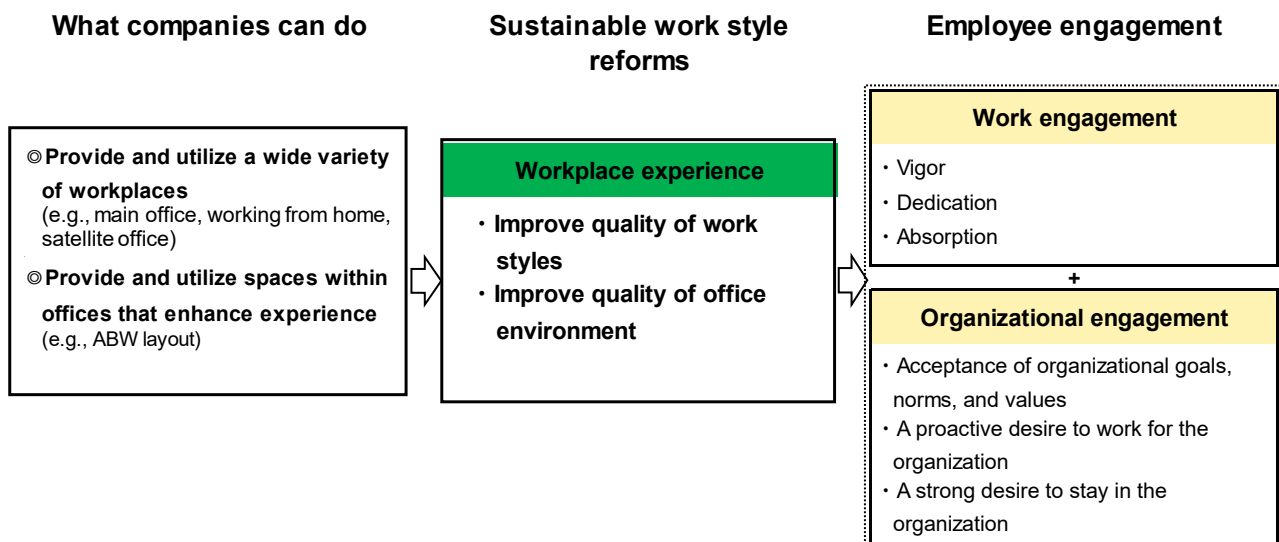 What companies can do
Sustainable work style
reforms
Employee engagement
◎Provide and utilize a wide variety
of workplaces
(e.g., main office, working from home,
satellite office)
◎Provide and utilize spaces within
offices that enhance experience
(e.g., ABW layout)
Workplace experience
・Improve quality of work
styles
・Improve quality of office
environment
Work engagement
・Vigor
・Dedication
・Absorption
+
Organizational engagement
・Acceptance of organizational goals,
norms, and values
・A proactive desire to work for the
organization
・A strong desire to stay in the
organization